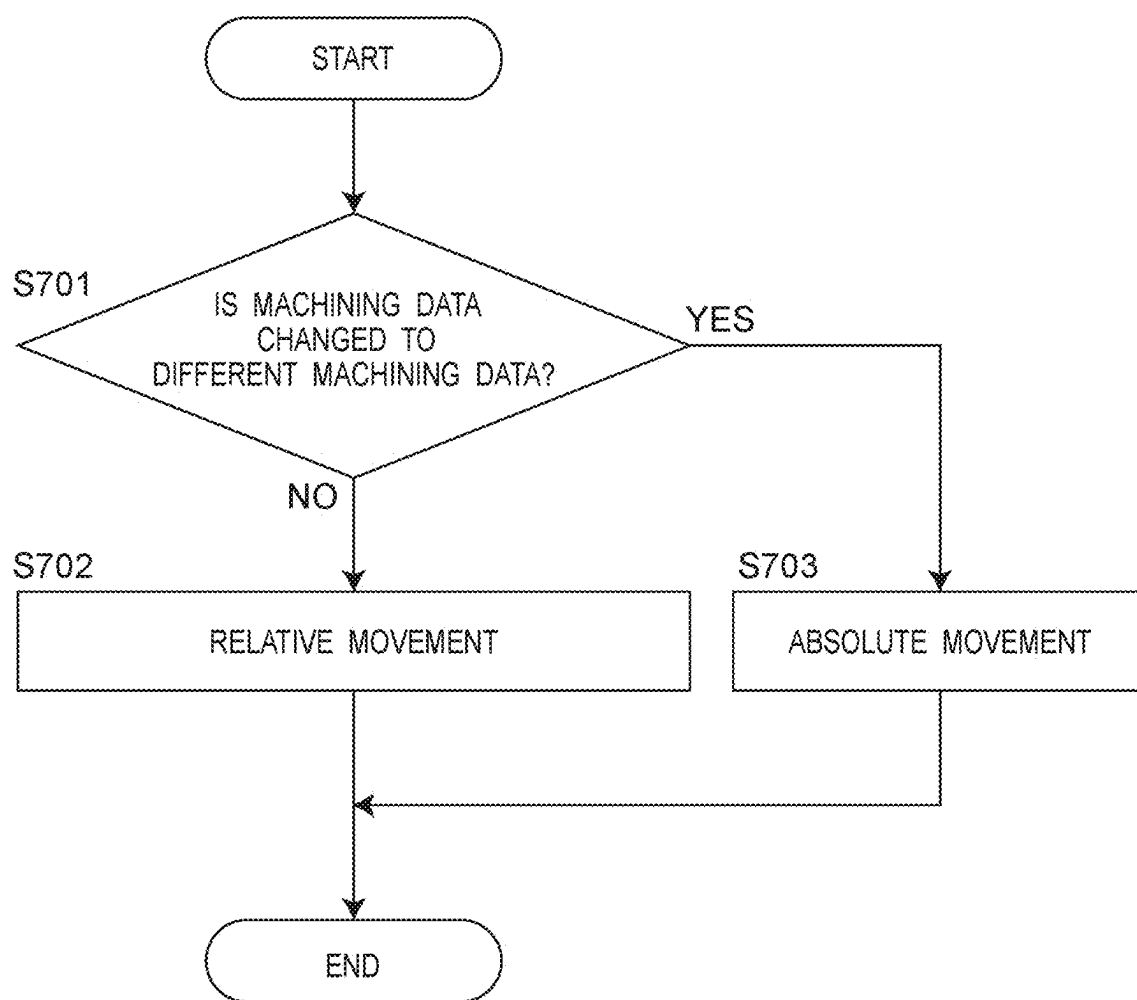 START
S701
IS MACHINING DATA
CHANGED TO
DIFFERENT MACHINING DATA?
YES
NO
S702
RELATIVE MOVEMENT
S703
ABSOLUTE MOVEMENT
END